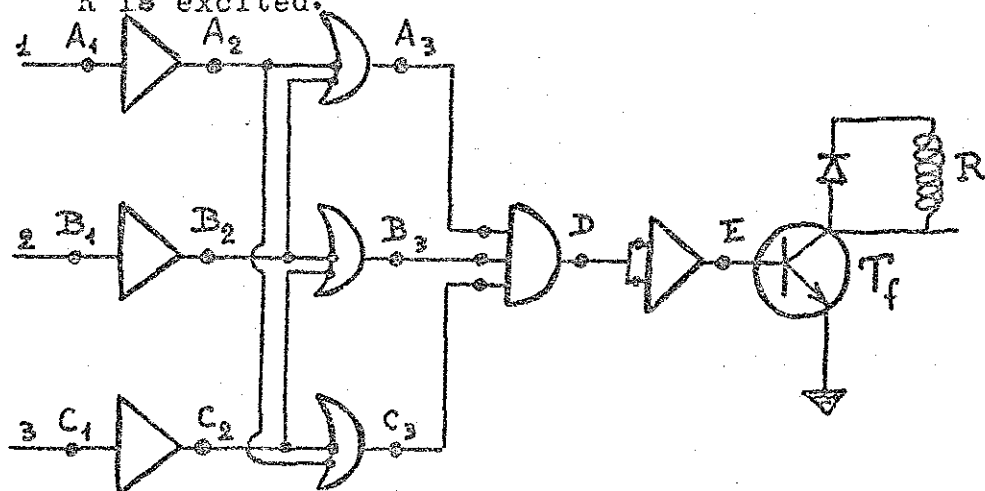 R is excited.
1 A1 A2 A3
2 B1 B2 B3 D E Tf R
3 C1 C2 C3